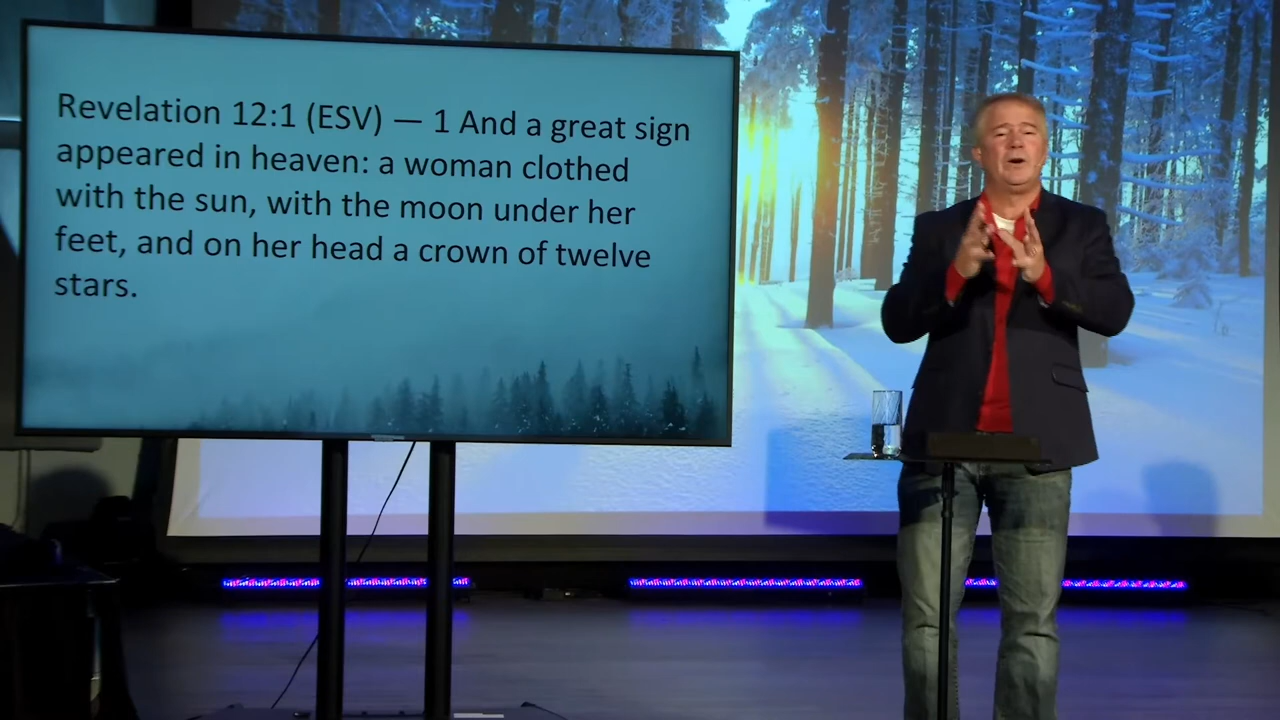 Revelation 12:1 (ESV) — 1 And a great sign
appeared in heaven: a woman clothed
with the sun, with the moon under her
feet, and on her head a crown of twelve
stars.